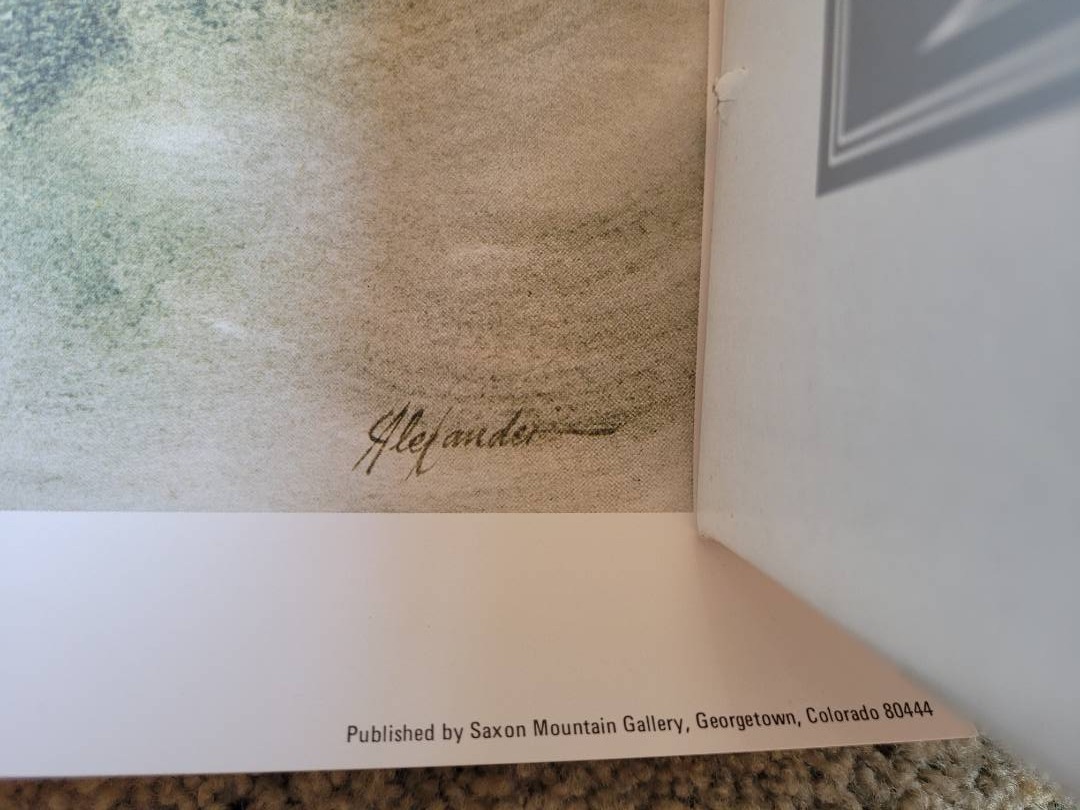 Alexander
Published by Saxon Mountain Gallery, Georgetown, Colorado 80444